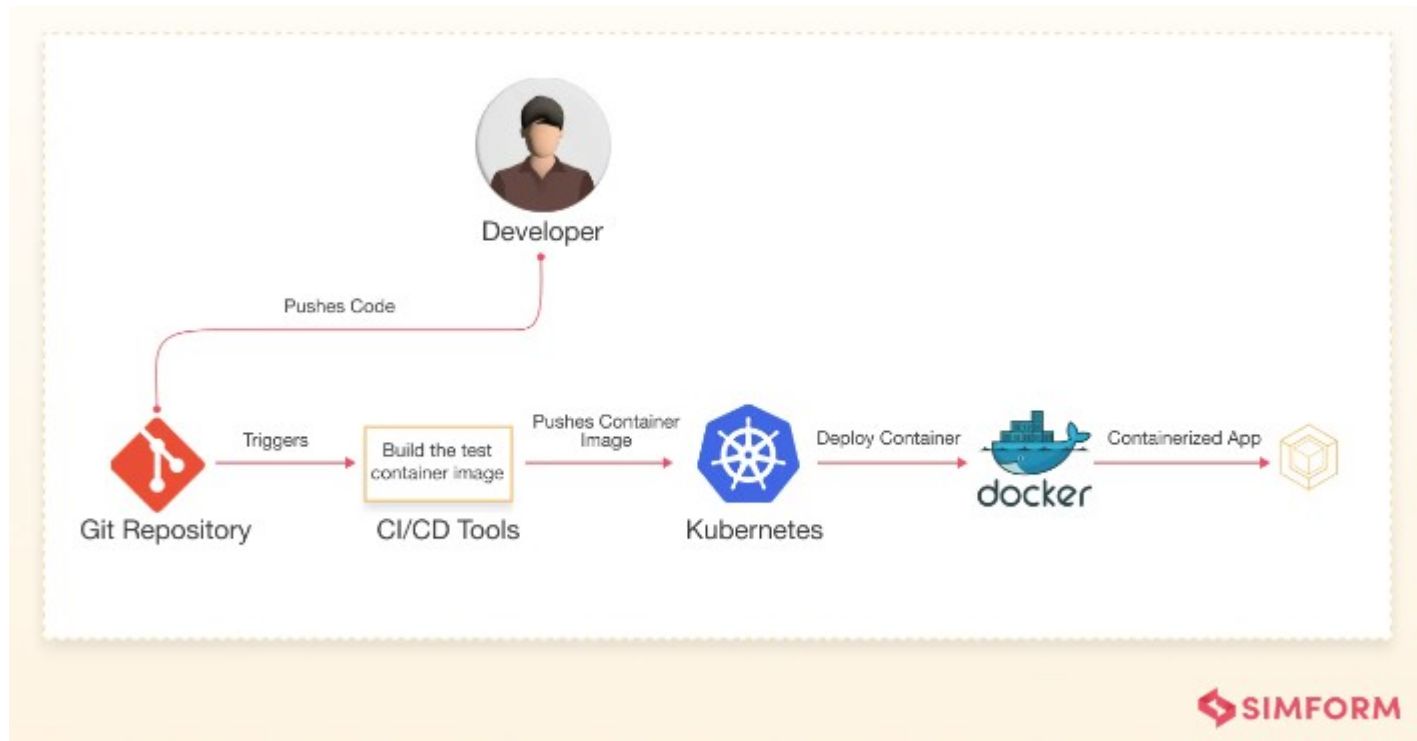 Developer
Pushes Code
Triggers
Build the test
container image
Pushes Container
Image
Deploy Container
docker
Containerized App
Git Repository
CI/CD Tools
Kubernetes
SIMFORM